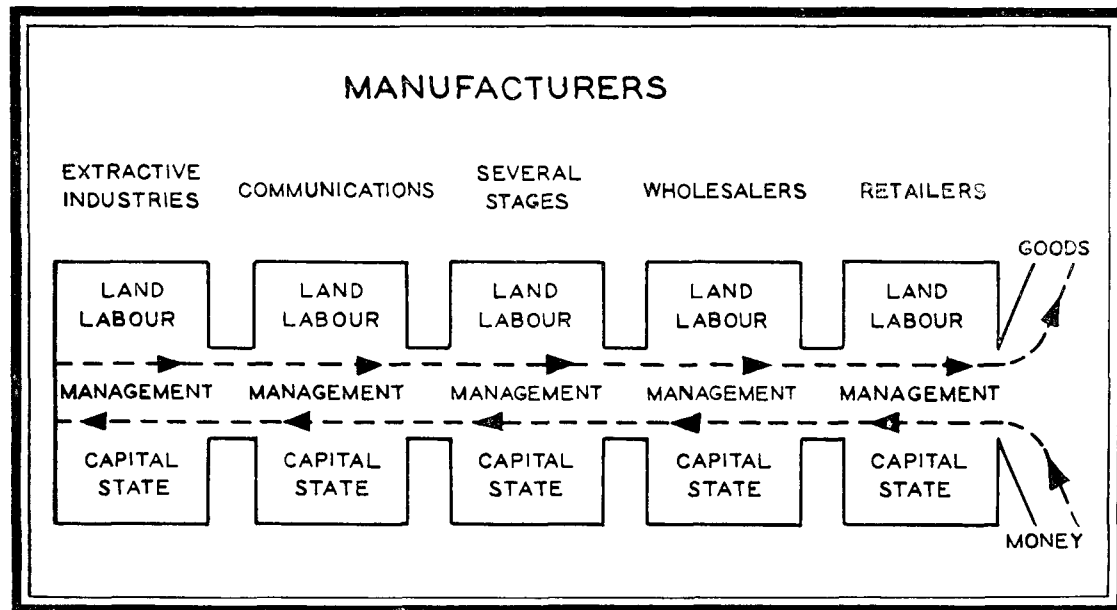 MANUFACTURERS
EXTRACTIVE
INDUSTRIES
COMMUNICATIONS
SEVERAL
STAGES
WHOLESALERS
RETAILERS
GOODS
LAND
LABOUR
LAND
LABOUR
LAND
LABOUR
LAND
LABOUR
LAND
LABOUR
MANAGEMENT
MANAGEMENT
MANAGEMENT
MANAGEMENT
MANAGEMENT
CAPITAL
STATE
CAPITAL
STATE
CAPITAL
STATE
CAPITAL
STATE
CAPITAL
STATE
MONEY